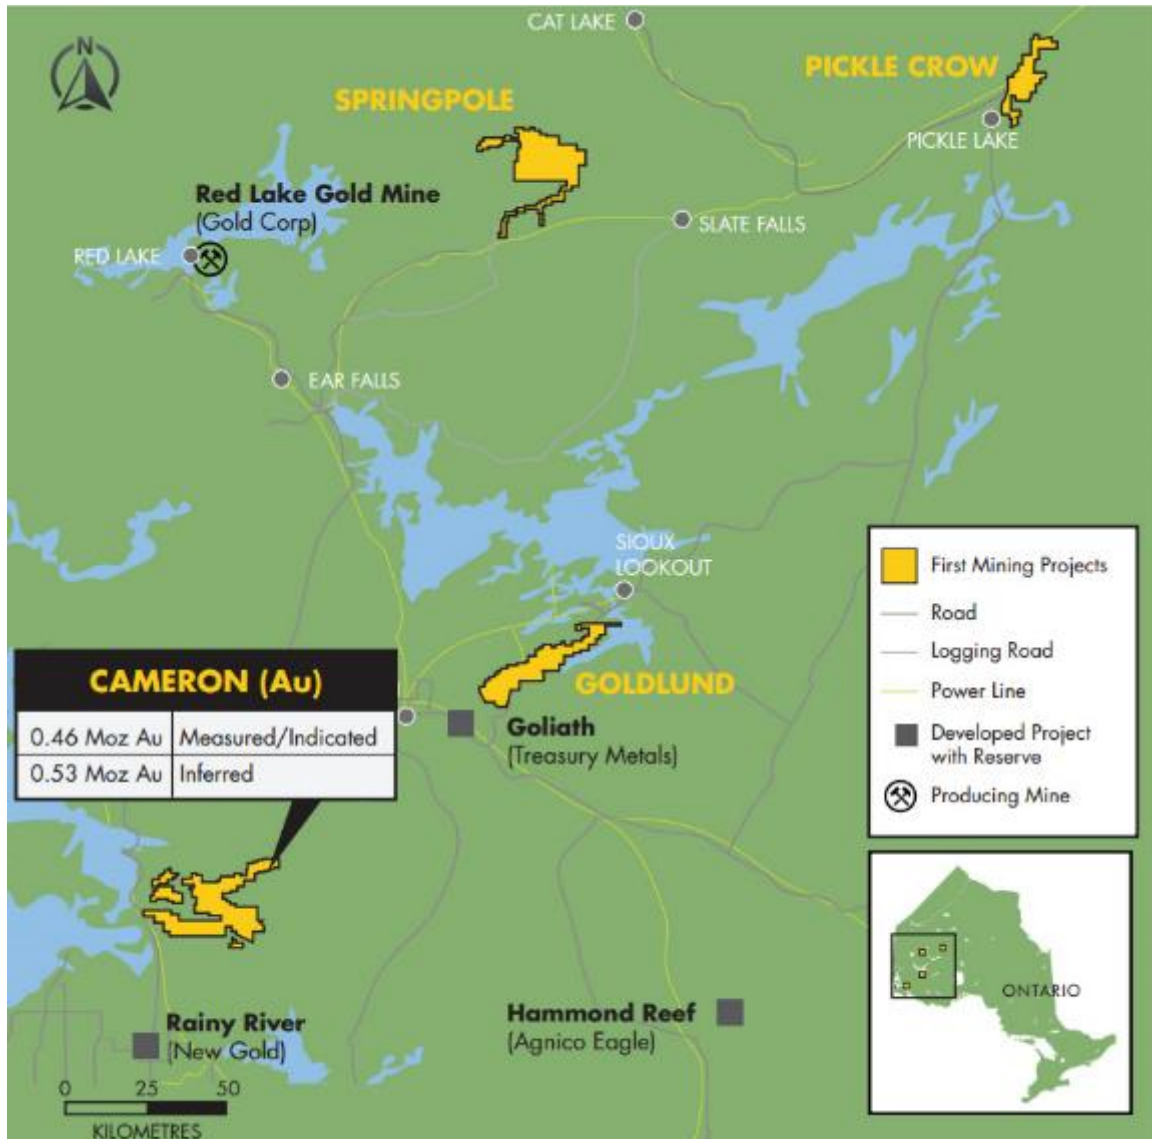 N
CAT LAKE
PICKLE CROW
SPRINGPOLE
PICKLE LAKE
Red Lake Gold Mine
(Gold Corp)
SLATE FALLS
RED LAKE
EAR FALLS
SIOUX
LOOKOUT
First Mining Projects
Road
Logging Road
Power Line
Developed Project
with Reserve
Producing Mine
CAMERON (Au)
0.46 Moz Au Measured/Indicated
0.53 Moz Au Inferred
GOLDLUND
Goliath
(Treasury Metals)
ONTARIO
Hammond Reef
(Agnico Eagle)
Rainy River
(New Gold)
0 25 50
KILOMETRES